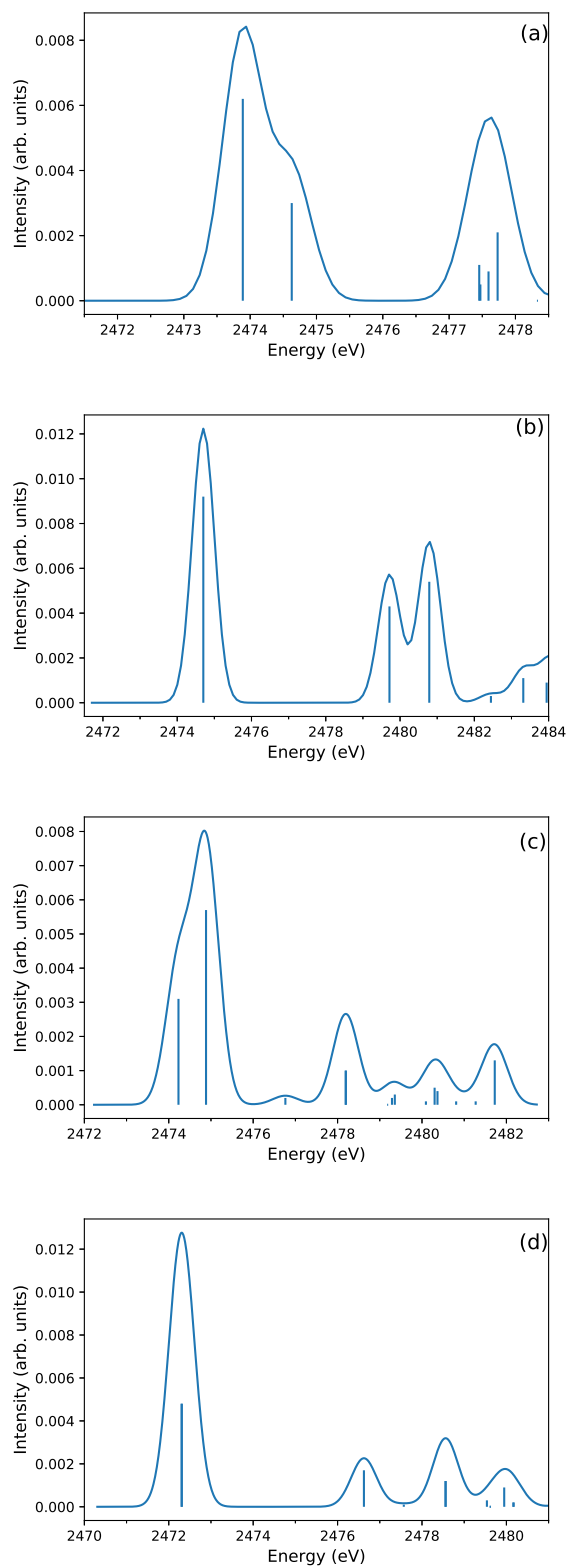 (a)
Intensity (arb. units)
0.008
0.006
0.004
0.002
0.000
2472 2473 2474 2475 2476 2477 2478
Energy (eV)
(b)
Intensity (arb. units)
0.012
0.010
0.008
0.006
0.004
0.002
0.000
2472 2474 2476 2478 2480 2482 2484
Energy (eV)
(c)
Intensity (arb. units)
0.008
0.007
0.006
0.005
0.004
0.003
0.002
0.001
0.000
2472 2474 2476 2478 2480 2482
Energy (eV)
(d)
Intensity (arb. units)
0.012
0.010
0.008
0.006
0.004
0.002
0.000
2470 2472 2474 2476 2478 2480
Energy (eV)